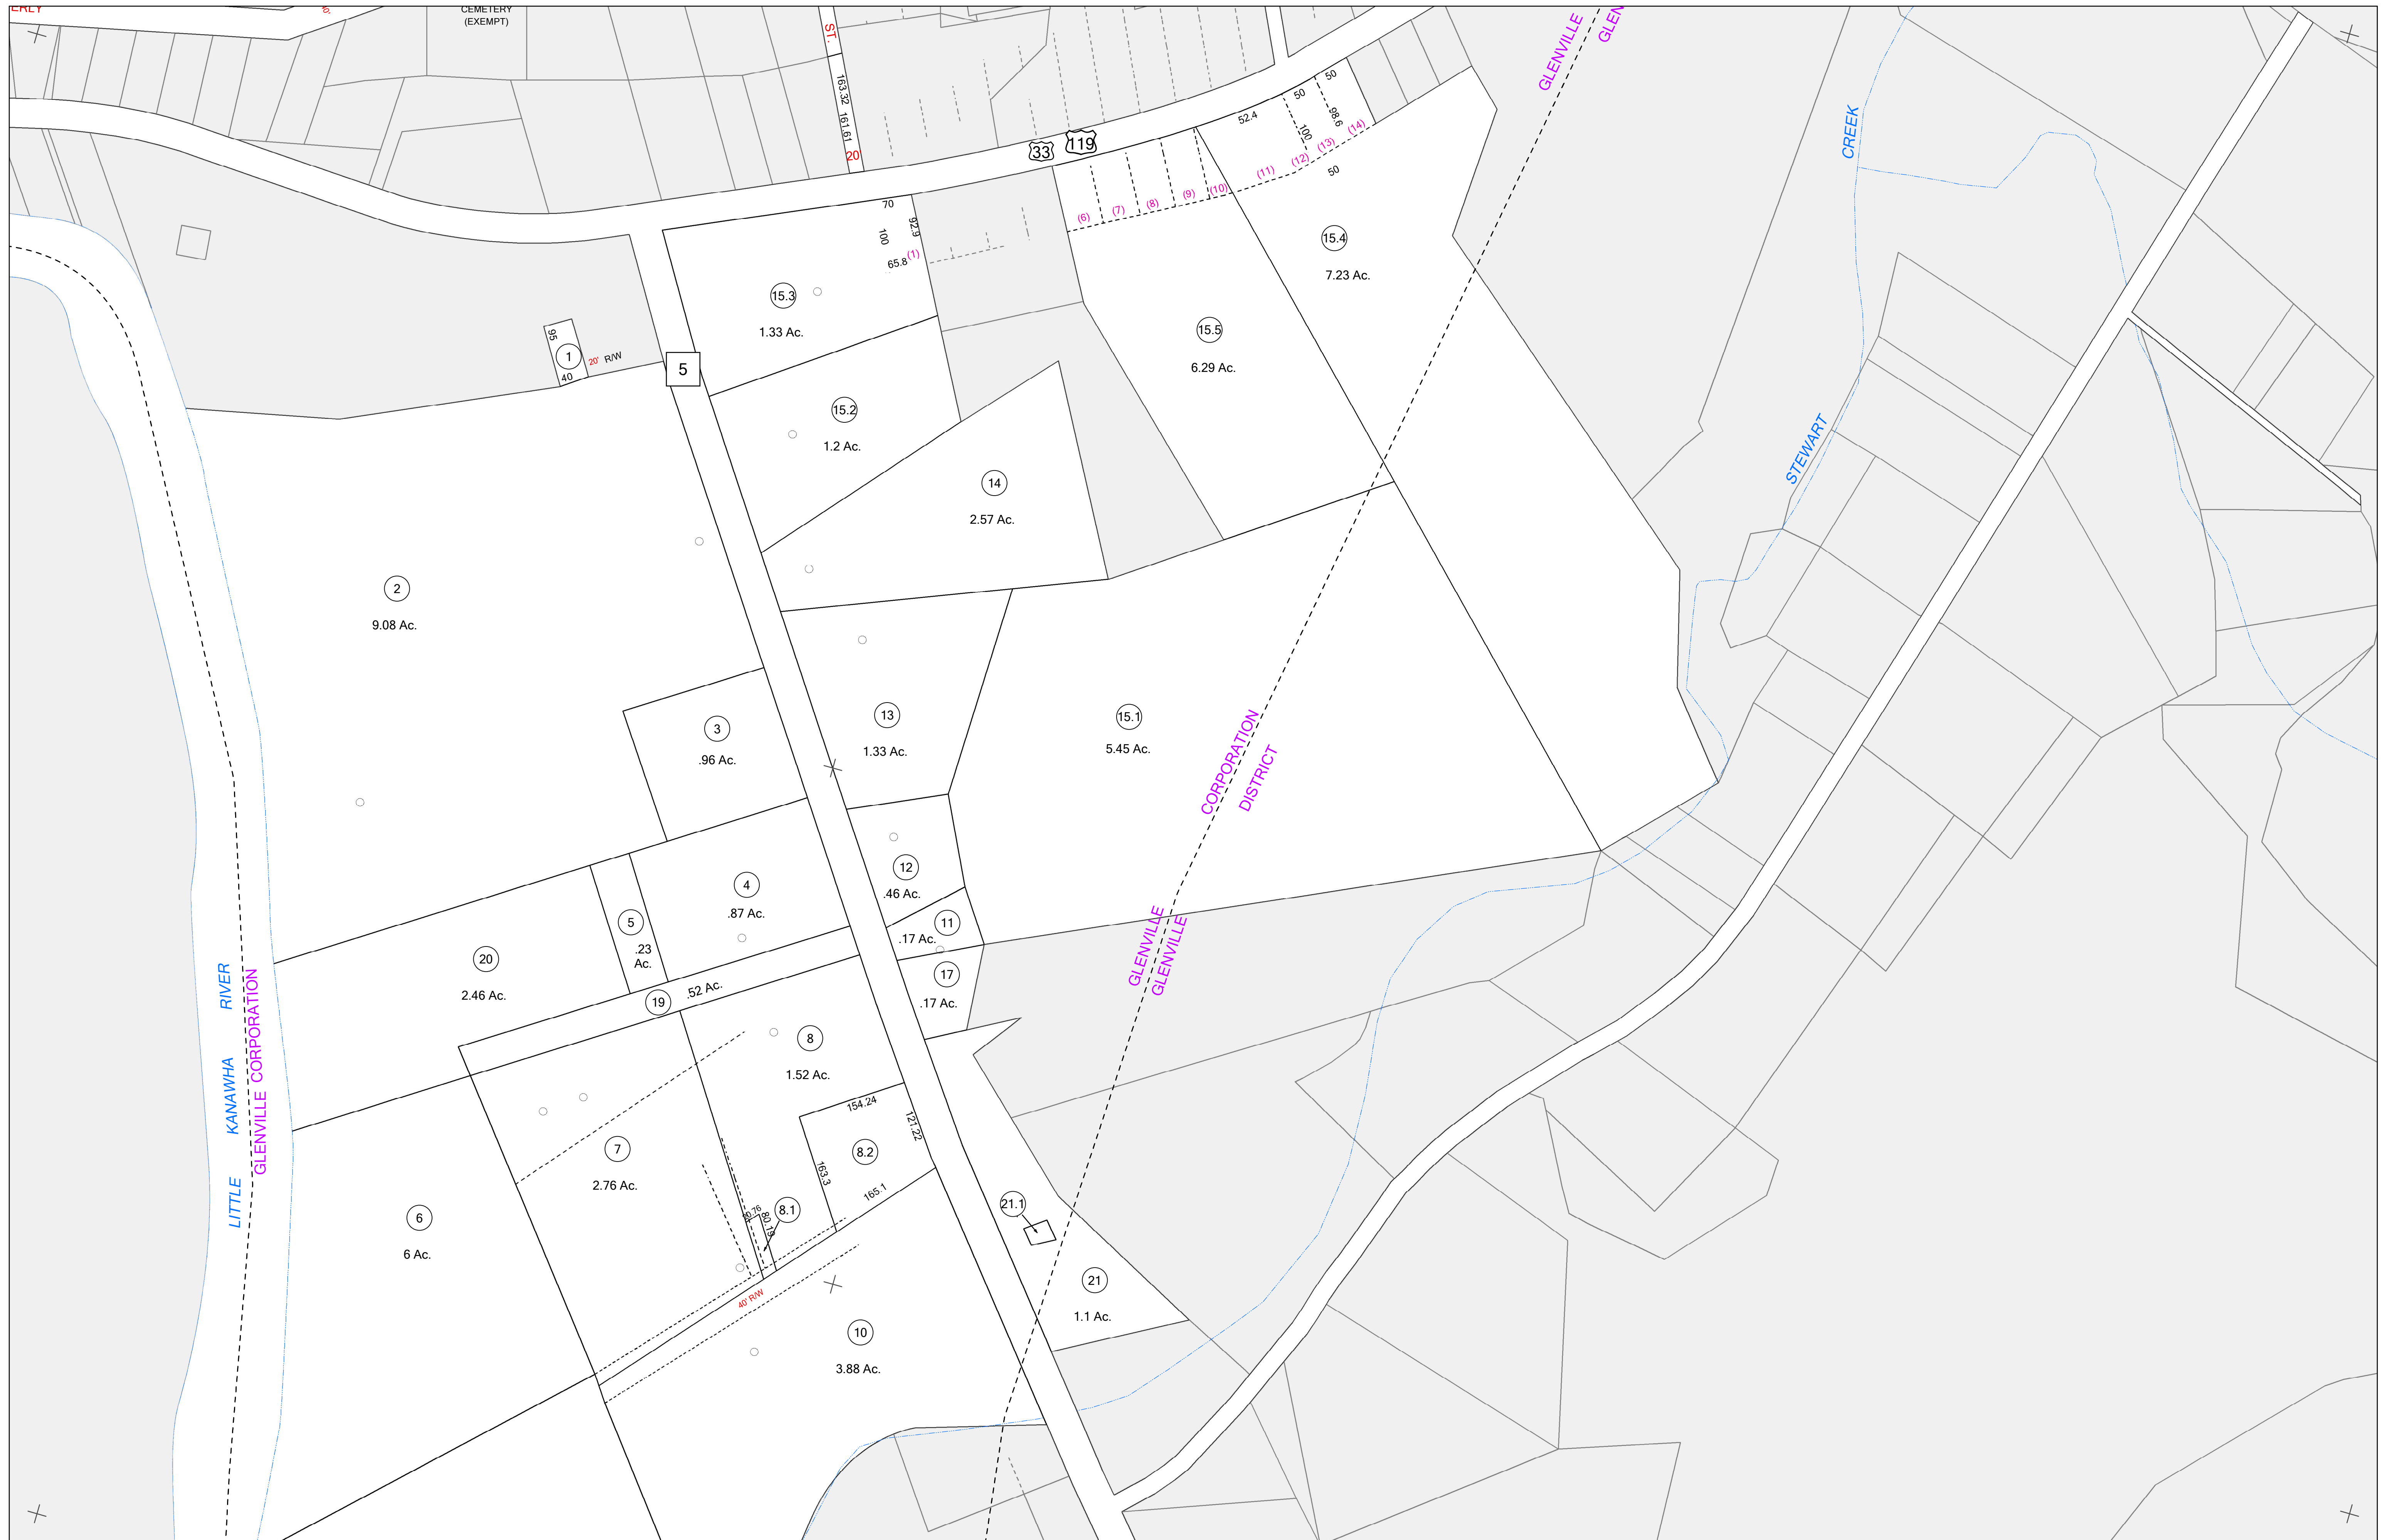 ERLY
20'
CEMETERY
(EXEMPT)
ST.
163.32
161.61
20
33
119
GLENVILLE
GLEN
CREEK
STEWART
50
50
52.4
98.6
100
50
(14)
(13)
(12)
(11)
(10)
(9)
(8)
(7)
(6)
70
92.9
100
65.8
(1)
15.4
7.23 Ac.
15.3
1.33 Ac.
15.5
6.29 Ac.
95
1
40
20' R/W
5
15.2
1.2 Ac.
14
2.57 Ac.
2
9.08 Ac.
3
.96 Ac.
13
1.33 Ac.
15.1
5.45 Ac.
CORPORATION
DISTRICT
12
.46 Ac.
4
.87 Ac.
5
.23
Ac.
11
.17 Ac.
GLENVILLE
GLENVILLE
20
2.46 Ac.
17
.17 Ac.
19
.52 Ac.
LITTLE KANAWHA RIVER
GLENVILLE CORPORATION
8
1.52 Ac.
154.24
121.22
8.2
163.3
165.1
7
2.76 Ac.
8.1
80.19
21.1
6
6 Ac.
21
1.1 Ac.
40' R/W
10
3.88 Ac.